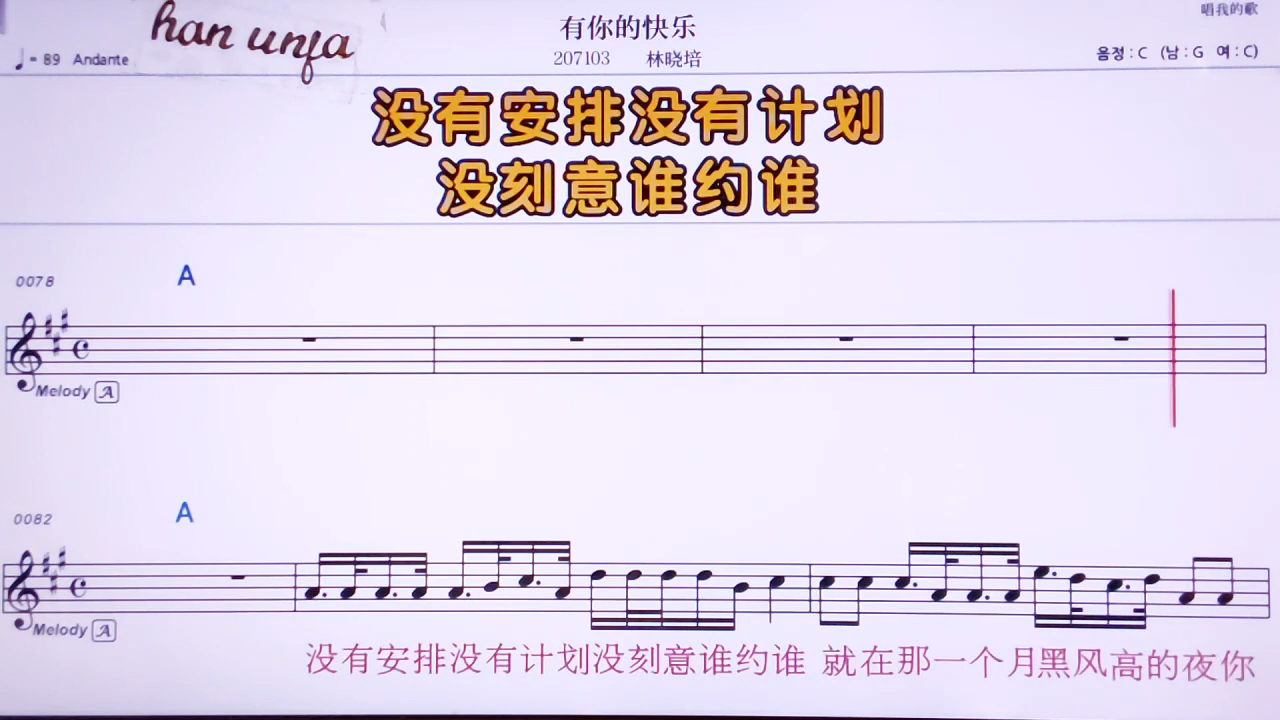 唱我的歌
han unfa
有你的快乐
♩= 89 Andante
207103 林晓培
음정 : C (남 : G 여 : C)
没有安排没有计划
没刻意谁约谁
0078 A
Melody A
0082 A
Melody A
没有安排没有计划没刻意谁约谁 就在那一个月黑风高的夜你